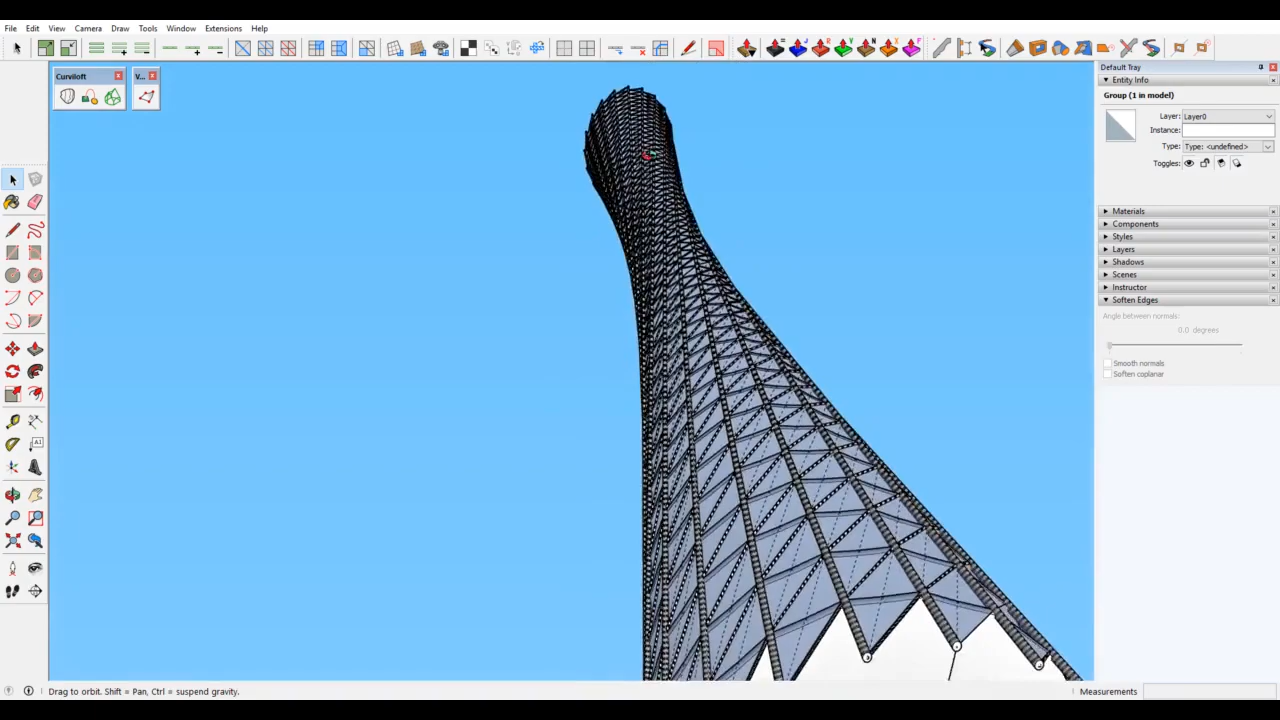 File Edit View Camera Draw Tools Window Extensions Help
Default Tray
Curviloft
V...
Entity Info
Group (1 in model)
Layer: Layer0
Instance:
Type: Type: <undefined>
Toggles:
Materials
Components
Styles
Layers
Shadows
Scenes
Instructor
Soften Edges
Angle between normals:
0.0 degrees
Smooth normals
Soften coplanar
Drag to orbit. Shift = Pan, Ctrl = suspend gravity.
Measurements